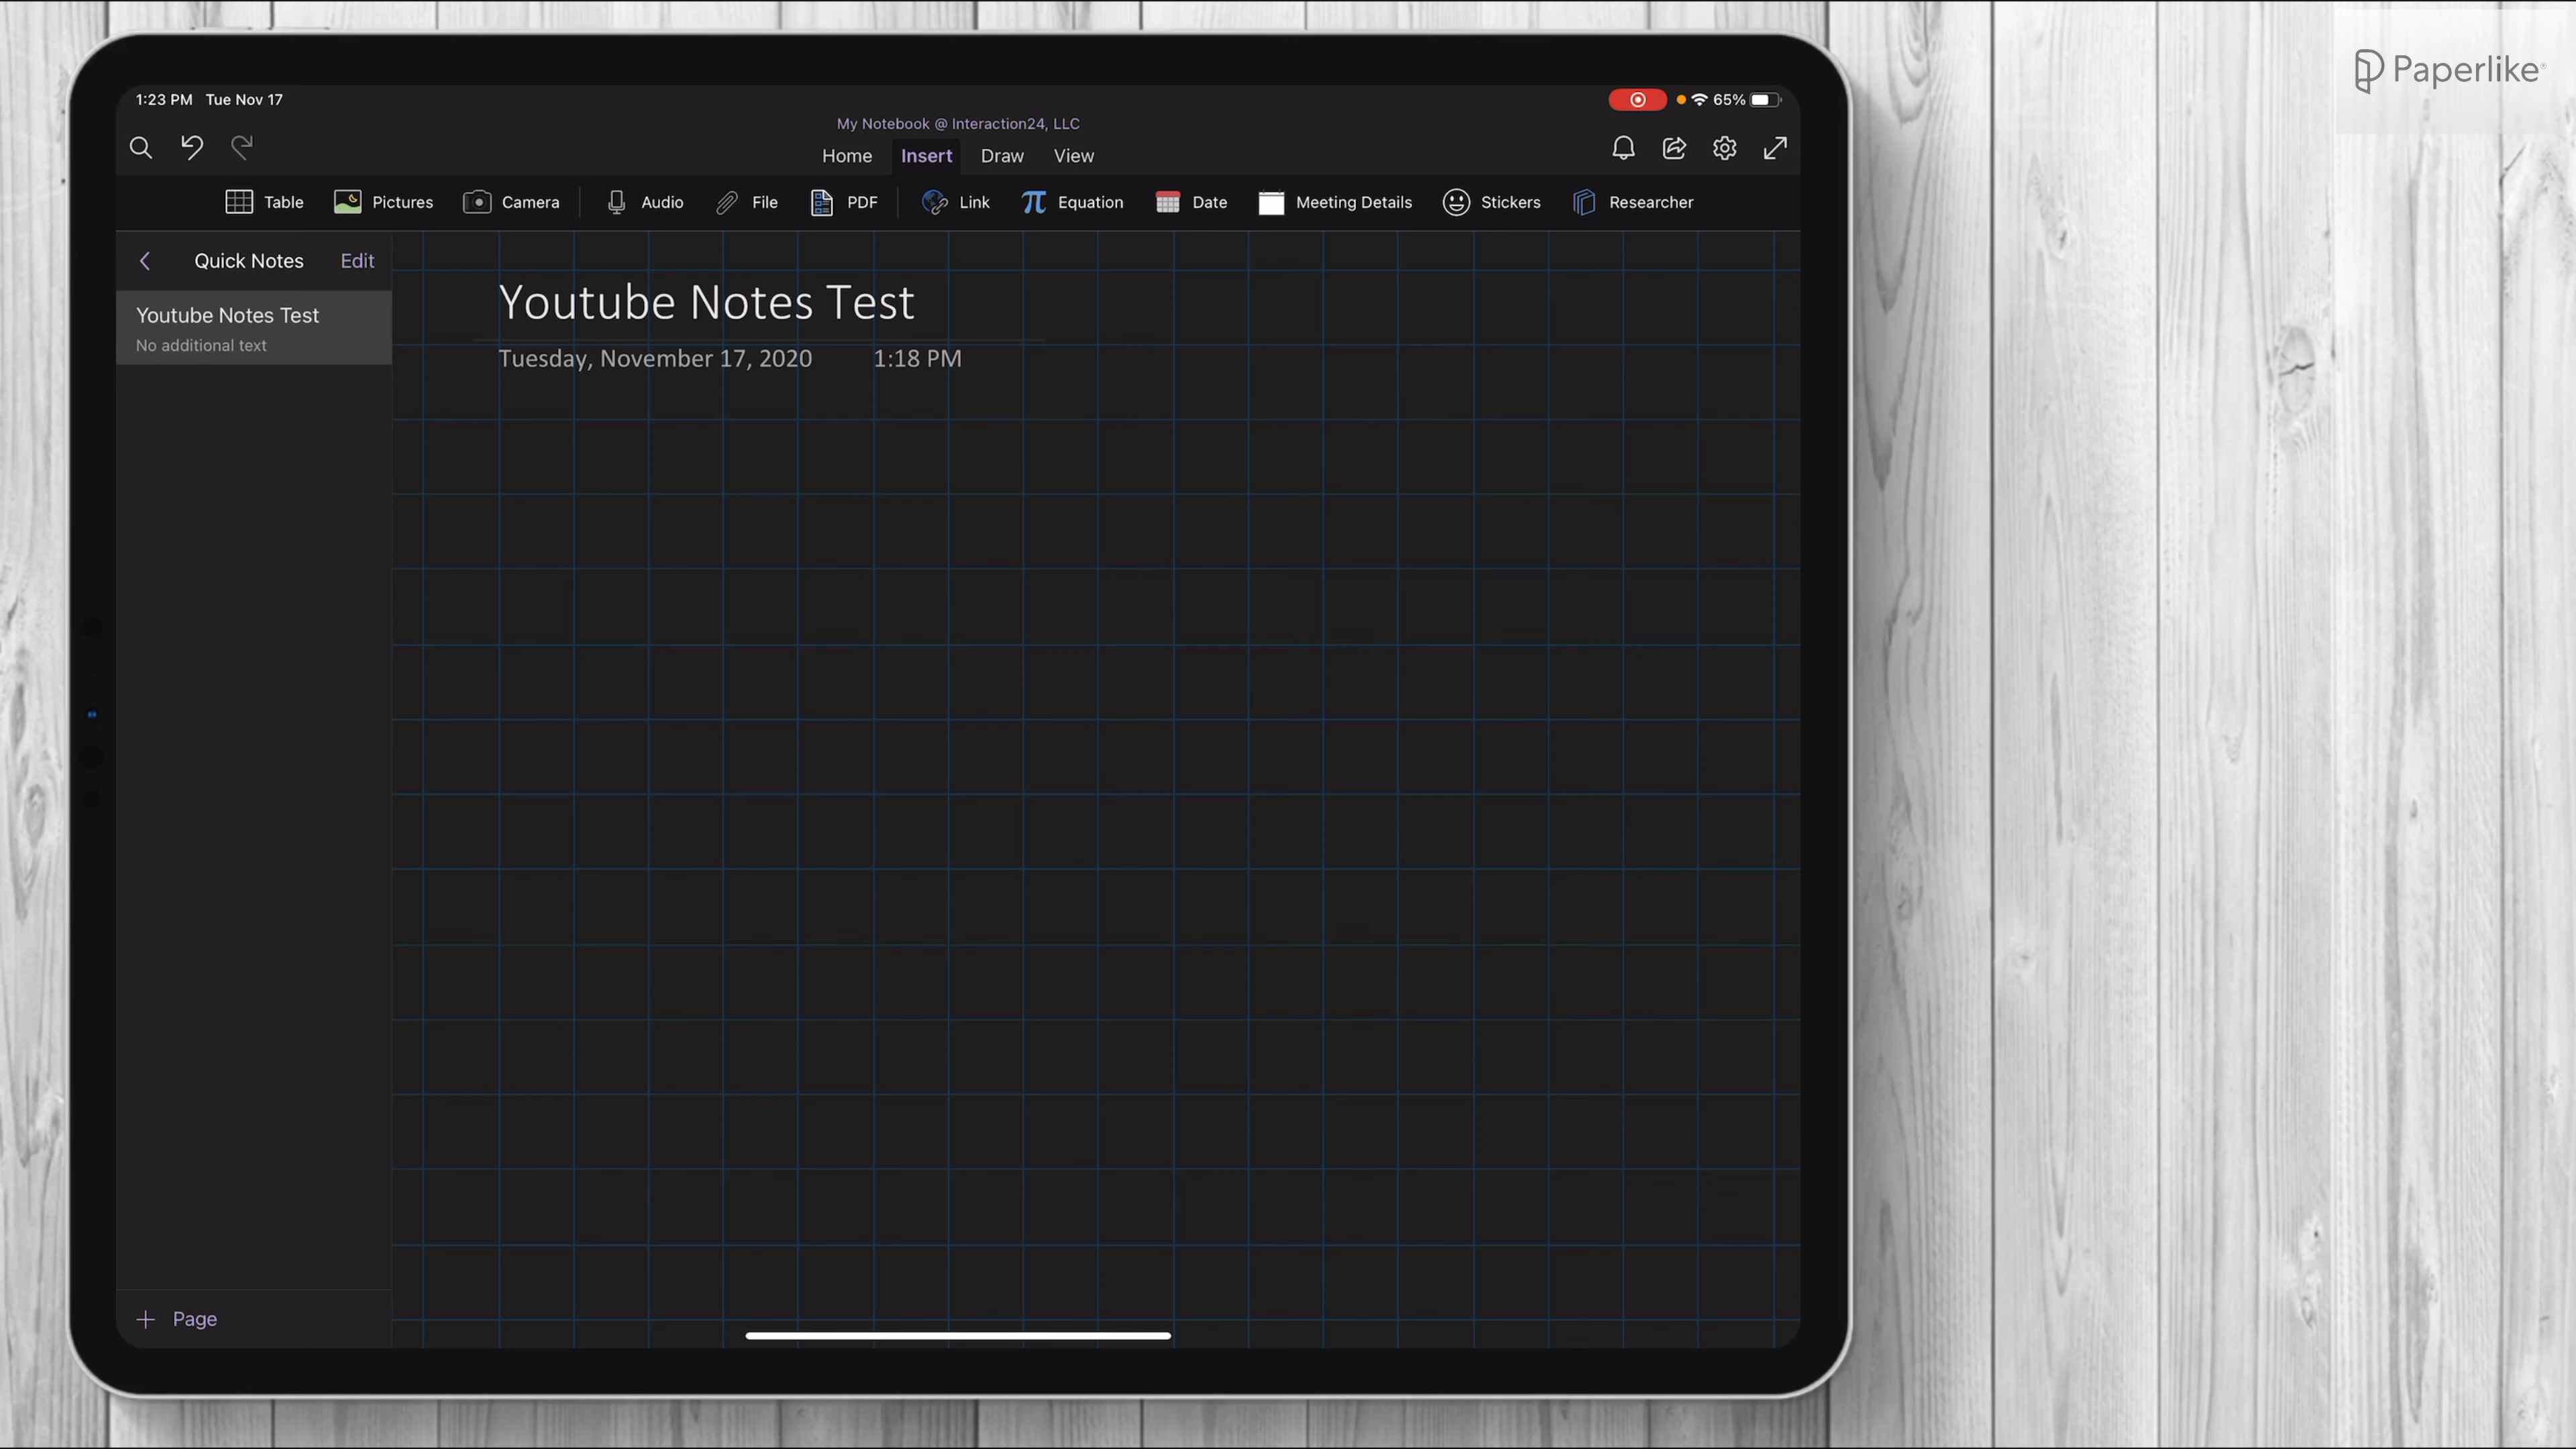 Paperlike
1:23 PM Tue Nov 17
65%
My Notebook @ Interaction24, LLC
Home Insert Draw View
Table Pictures Camera Audio File PDF Link Equation Date Meeting Details Stickers Researcher
Quick Notes Edit
Youtube Notes Test
No additional text
Youtube Notes Test
Tuesday, November 17, 2020 1:18 PM
+ Page